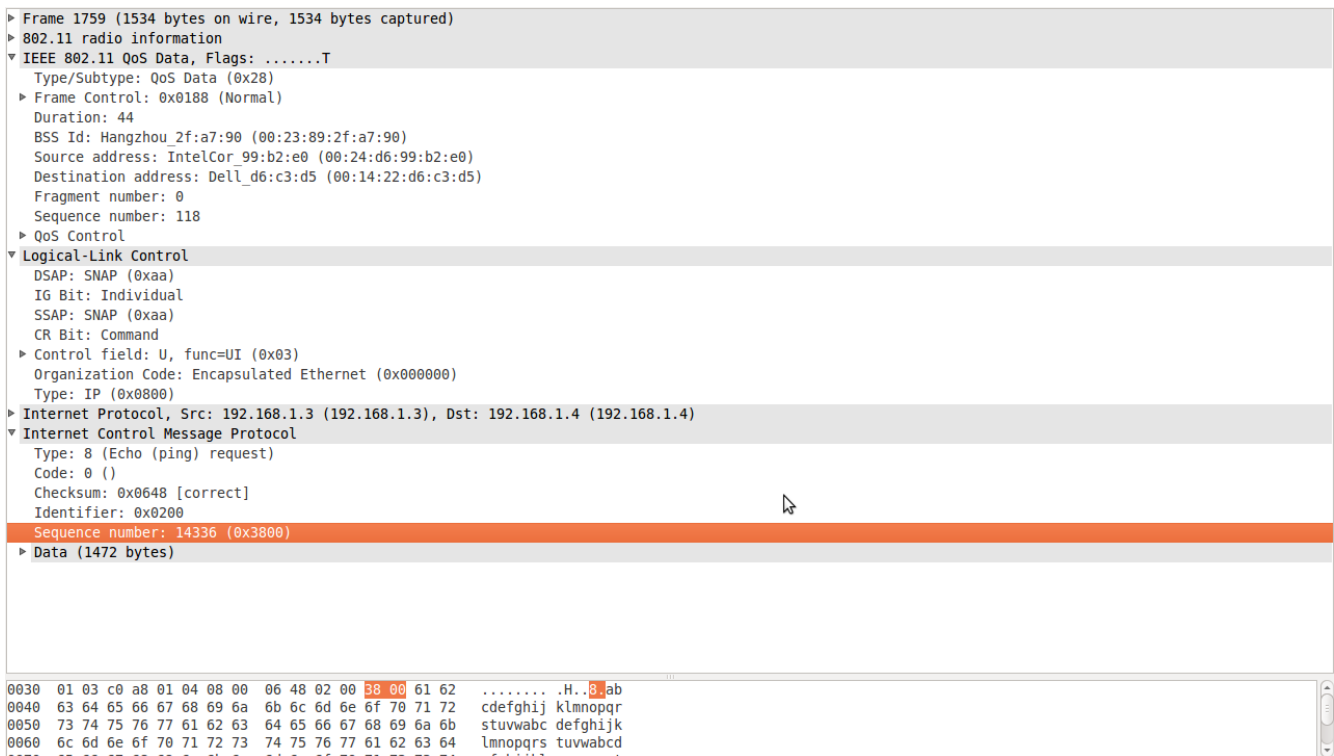 Frame 1759 (1534 bytes on wire, 1534 bytes captured)
802.11 radio information
IEEE 802.11 QoS Data, Flags: .......T
Type/Subtype: QoS Data (0x28)
Frame Control: 0x0188 (Normal)
Duration: 44
BSS Id: Hangzhou_2f:a7:90 (00:23:89:2f:a7:90)
Source address: IntelCor_99:b2:e0 (00:24:d6:99:b2:e0)
Destination address: Dell_d6:c3:d5 (00:14:22:d6:c3:d5)
Fragment number: 0
Sequence number: 118
QoS Control
Logical-Link Control
DSAP: SNAP (0xaa)
IG Bit: Individual
SSAP: SNAP (0xaa)
CR Bit: Command
Control field: U, func=UI (0x03)
Organization Code: Encapsulated Ethernet (0x000000)
Type: IP (0x0800)
Internet Protocol, Src: 192.168.1.3 (192.168.1.3), Dst: 192.168.1.4 (192.168.1.4)
Internet Control Message Protocol
Type: 8 (Echo (ping) request)
Code: 0 ()
Checksum: 0x0648 [correct]
Identifier: 0x0200
Sequence number: 14336 (0x3800)
Data (1472 bytes)
0030 01 03 c0 a8 01 04 08 00 06 48 02 00 38 00 61 62 ........ .H..8.ab
0040 63 64 65 66 67 68 69 6a 6b 6c 6d 6e 6f 70 71 72 cdefghij klmnopqr
0050 73 74 75 76 77 61 62 63 64 65 66 67 68 69 6a 6b stuvwabc defghijk
0060 6c 6d 6e 6f 70 71 72 73 74 75 76 77 61 62 63 64 lmnopqrs tuvwabcd